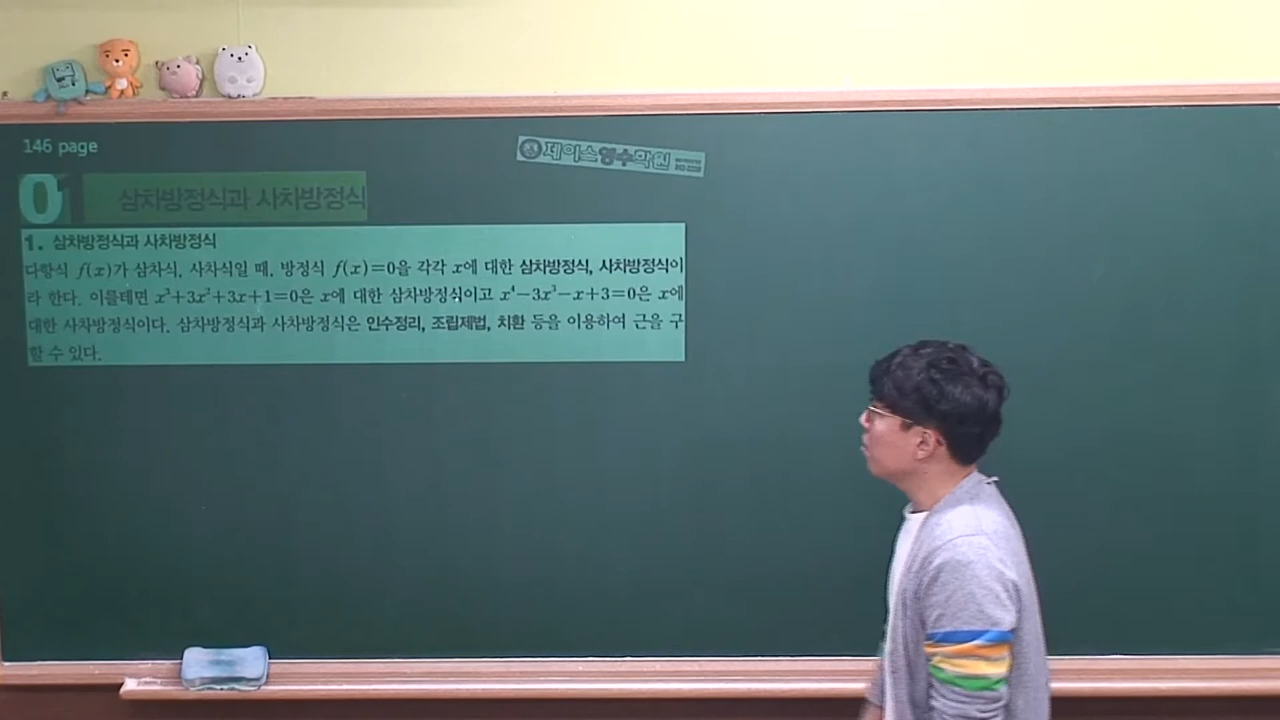 146 page
제이스영수학원
0
삼차방정식과 사차방정식
1. 삼차방정식과 사차방정식
다항식 f(x)가 삼차식, 사차식일 때, 방정식 f(x)=0을 각각 x에 대한 삼차방정식, 사차방정식이
라 한다. 이를테면 x³+3x²+3x+1=0은 x에 대한 삼차방정식이고 x⁴-3x³-x+3=0은 x에
대한 사차방정식이다. 삼차방정식과 사차방정식은 인수정리, 조립제법, 치환 등을 이용하여 근을 구
할 수 있다.